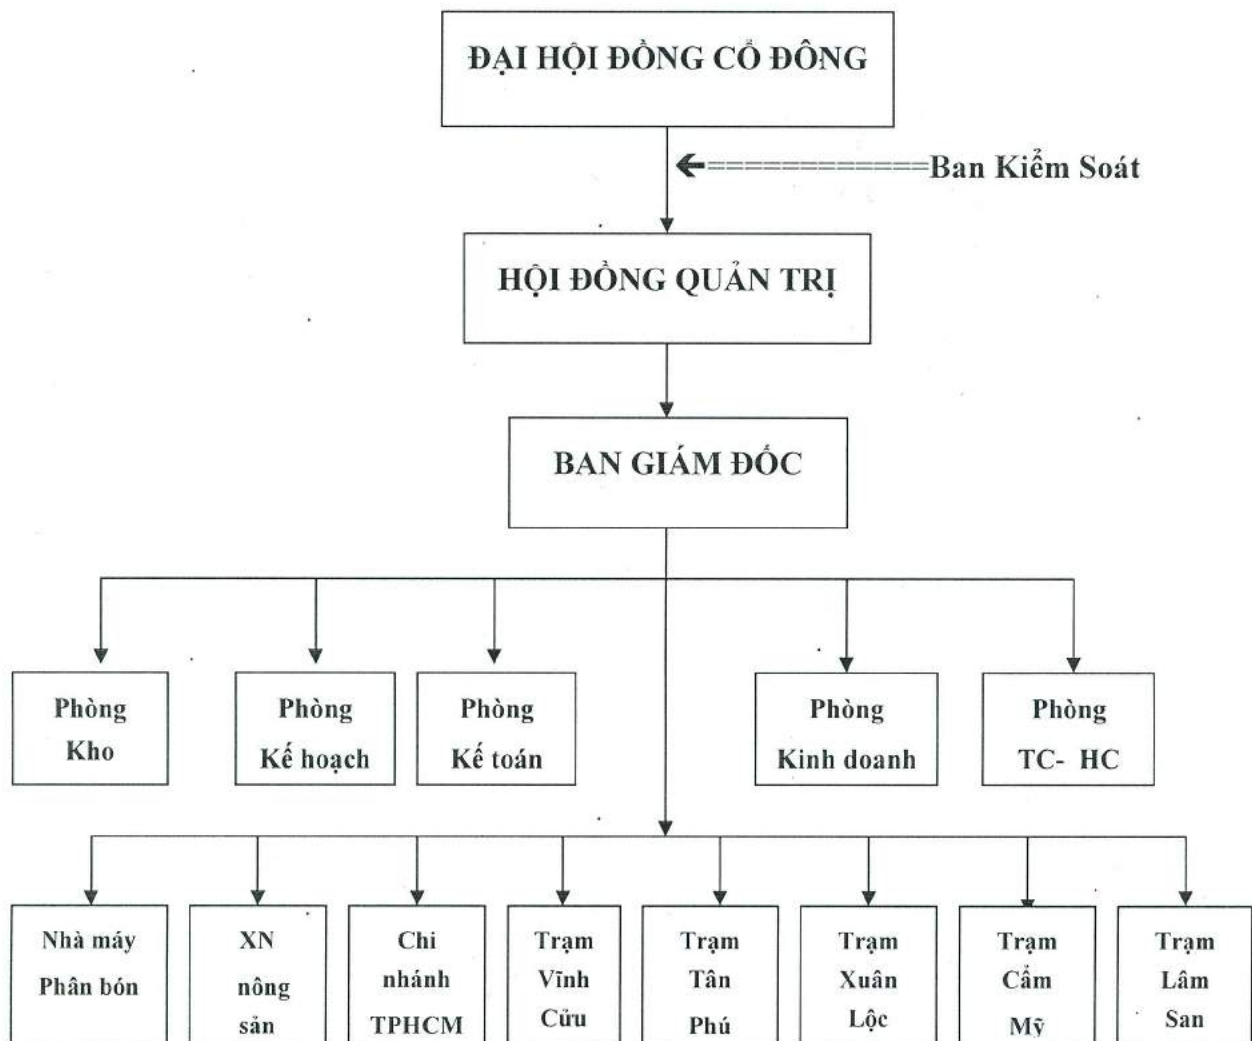 ĐẠI HỘI ĐỒNG CỔ ĐÔNG
Ban Kiểm Soát
HỘI ĐỒNG QUẢN TRỊ
BAN GIÁM ĐỐC
Phòng
Kho
Phòng
Kế hoạch
Phòng
Kế toán
Phòng
Kinh doanh
Phòng
TC- HC
Nhà máy
Phân bón
XN
nông
sản
Chi
nhánh
TPHCM
Trạm
Vĩnh
Cửu
Trạm
Tân
Phú
Trạm
Xuân
Lộc
Trạm
Cẩm
Mỹ
Trạm
Lâm
San